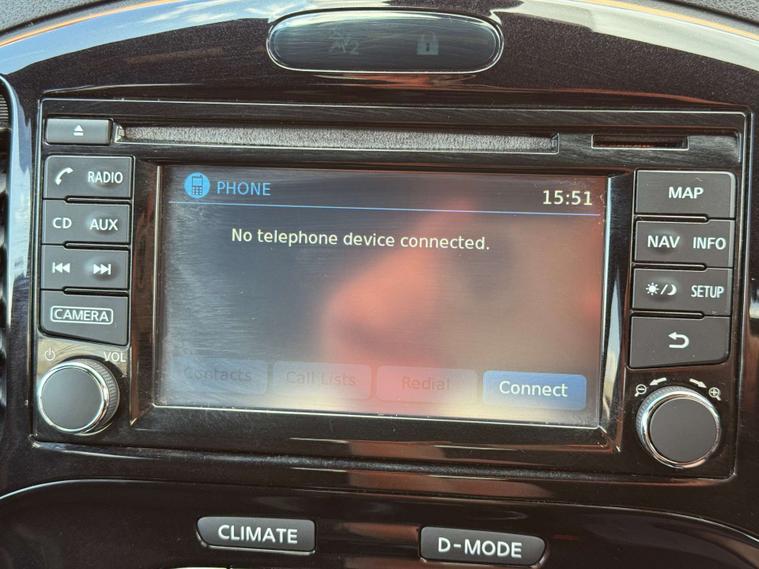 PHONE
15:51
No telephone device connected.
Contacts Call Lists Redial Connect
RADIO
CD AUX
CAMERA
VOL
MAP
NAV INFO
SETUP
CLIMATE
D-MODE